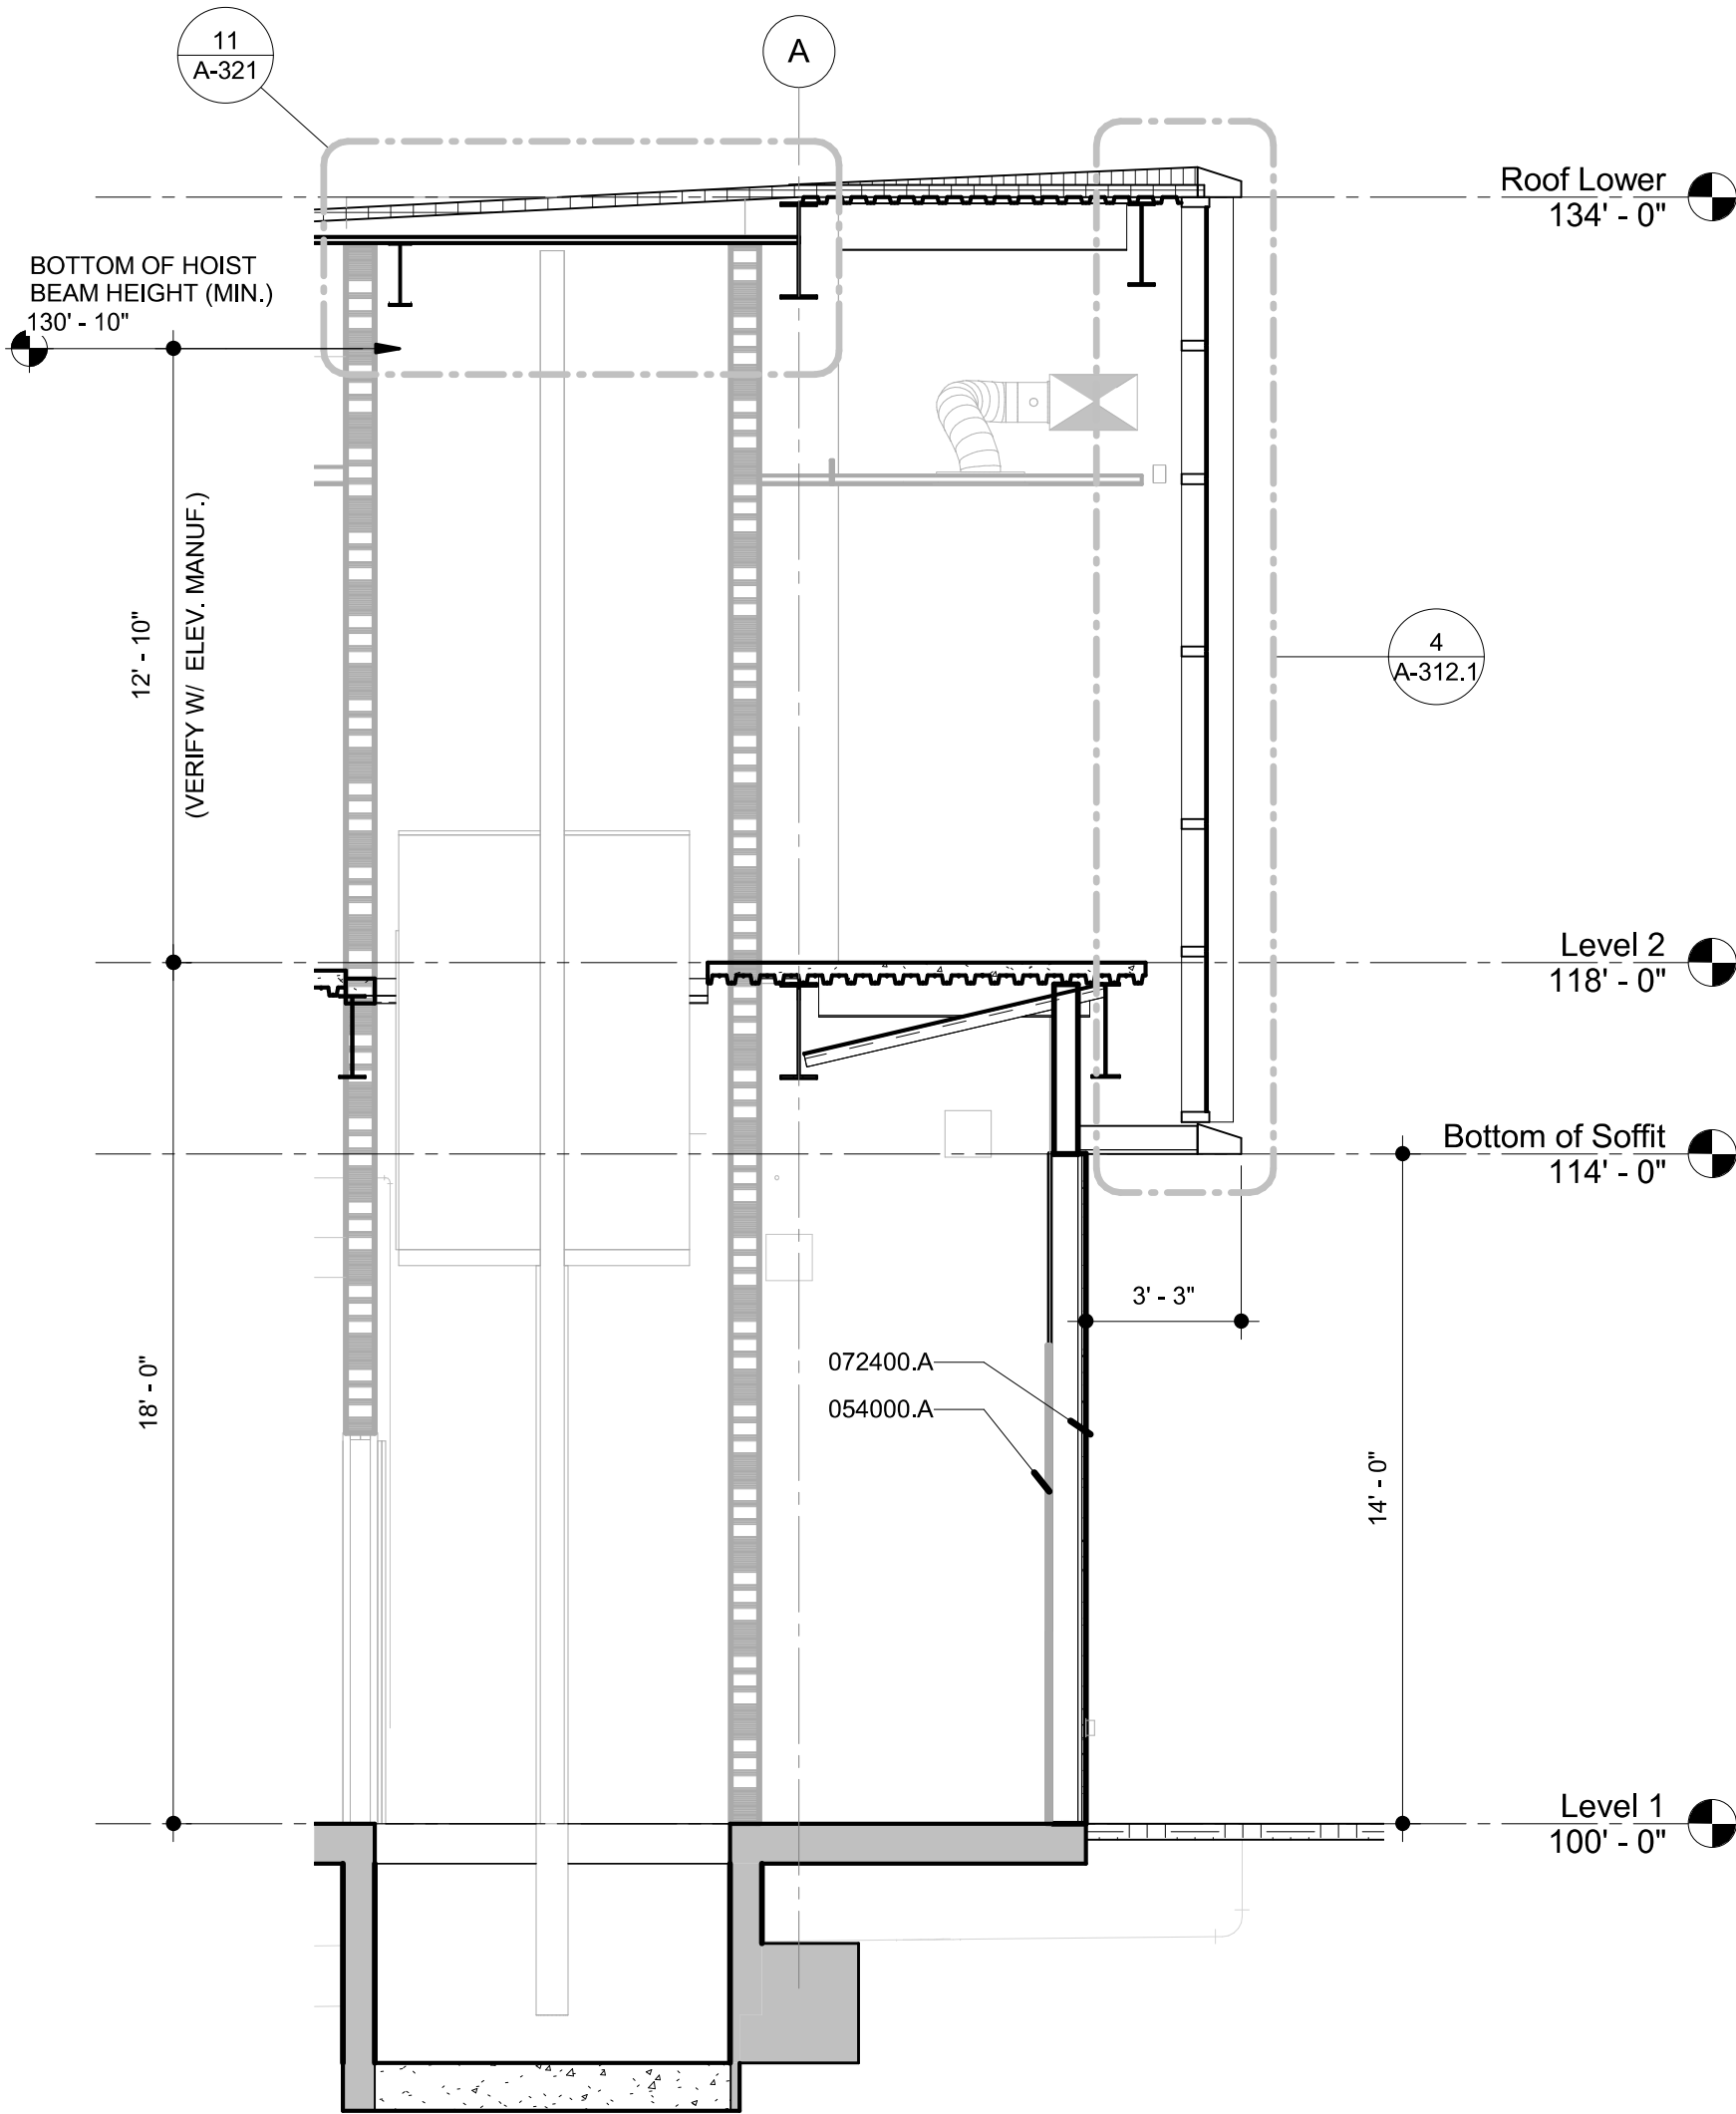 11
A-321
A
Roof Lower
134' - 0"
BOTTOM OF HOIST
BEAM HEIGHT (MIN.)
130' - 10"
12' - 10"
(VERIFY W/ ELEV. MANUF.)
4
A-312.1
Level 2
118' - 0"
Bottom of Soffit
114' - 0"
3' - 3"
072400.A
054000.A
18' - 0"
14' - 0"
Level 1
100' - 0"